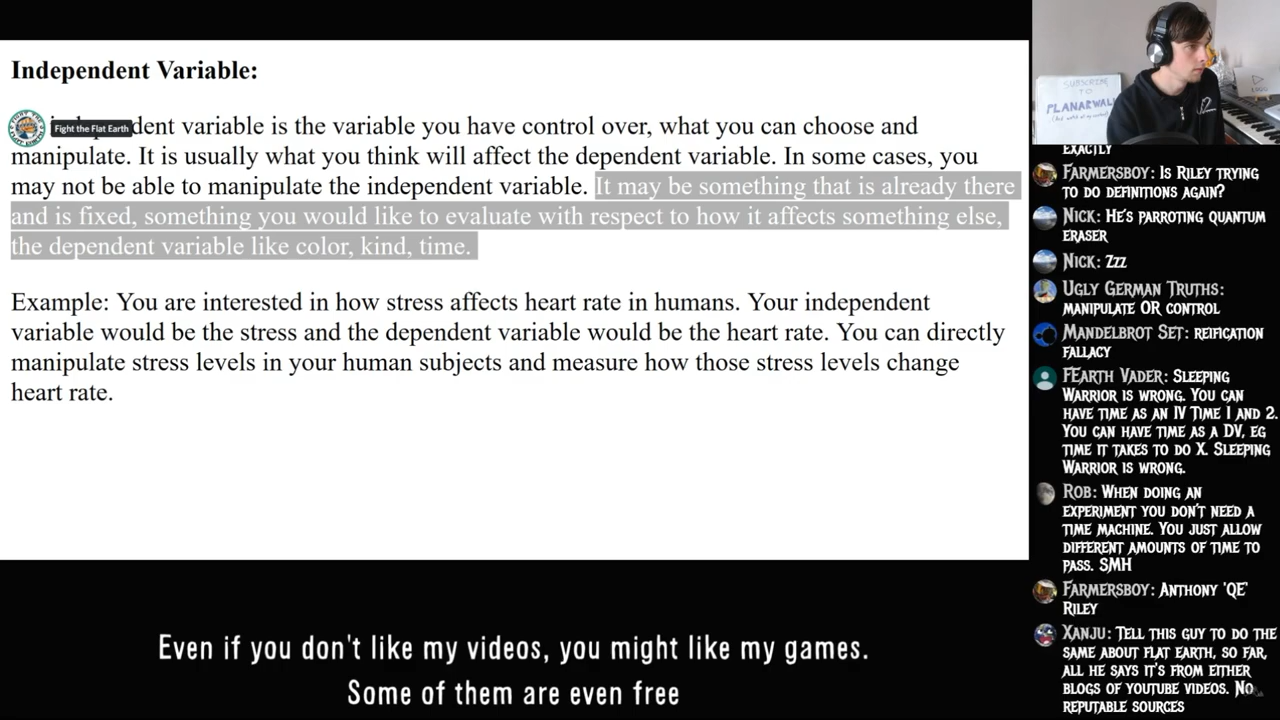 Independent Variable:
Fight the Flat Earth
dent variable is the variable you have control over, what you can choose and
manipulate. It is usually what you think will affect the dependent variable. In some cases, you
may not be able to manipulate the independent variable. It may be something that is already there
and is fixed, something you would like to evaluate with respect to how it affects something else,
the dependent variable like color, kind, time.
Example: You are interested in how stress affects heart rate in humans. Your independent
variable would be the stress and the dependent variable would be the heart rate. You can directly
manipulate stress levels in your human subjects and measure how those stress levels change
heart rate.
Even if you don't like my videos, you might like my games.
Some of them are even free
SUBSCRIBE
TO
PLANARWAL
EXACTLY
FARMERSBOY: IS RILEY TRYING
TO DO DEFINITIONS AGAIN?
NICK: HE'S PARROTING QUANTUM
ERASER
NICK: ZZZ
UGLY GERMAN TRUTHS:
MANIPULATE OR CONTROL
MANDELBROT SET: REIFICATION
FALLACY
FEARTH VADER: SLEEPING
WARRIOR IS WRONG. YOU CAN
HAVE TIME AS AN IV TIME 1 AND 2.
YOU CAN HAVE TIME AS A DV, EG
TIME IT TAKES TO DO X. SLEEPING
WARRIOR IS WRONG.
ROB: WHEN DOING AN
EXPERIMENT YOU DON'T NEED A
TIME MACHINE. YOU JUST ALLOW
DIFFERENT AMOUNTS OF TIME TO
PASS. SMH
FARMERSBOY: ANTHONY 'QE'
RILEY
XANJU: TELL THIS GUY TO DO THE
SAME ABOUT FLAT EARTH, SO FAR,
ALL HE SAYS IT'S FROM EITHER
BLOGS OF YOUTUBE VIDEOS. NO
REPUTABLE SOURCES